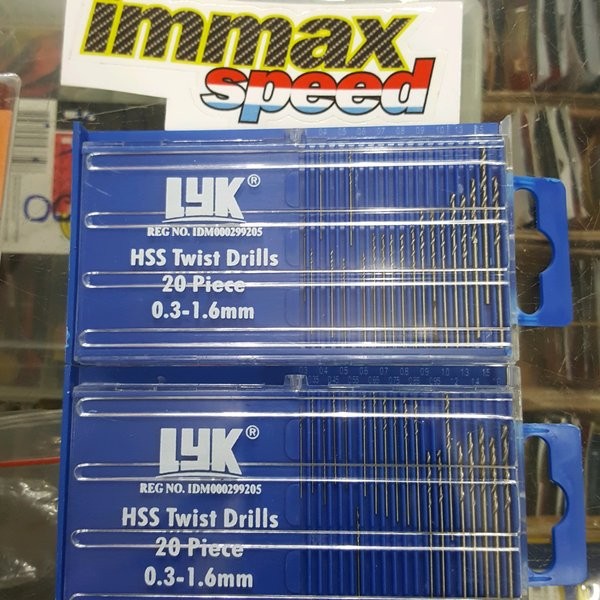 immax
speed
LYK®
REG NO. IDM000299205
HSS Twist Drills
20 Piece
0.3-1.6mm
LYK®
REG NO. IDM000299205
HSS Twist Drills
20 Piece
0.3-1.6mm